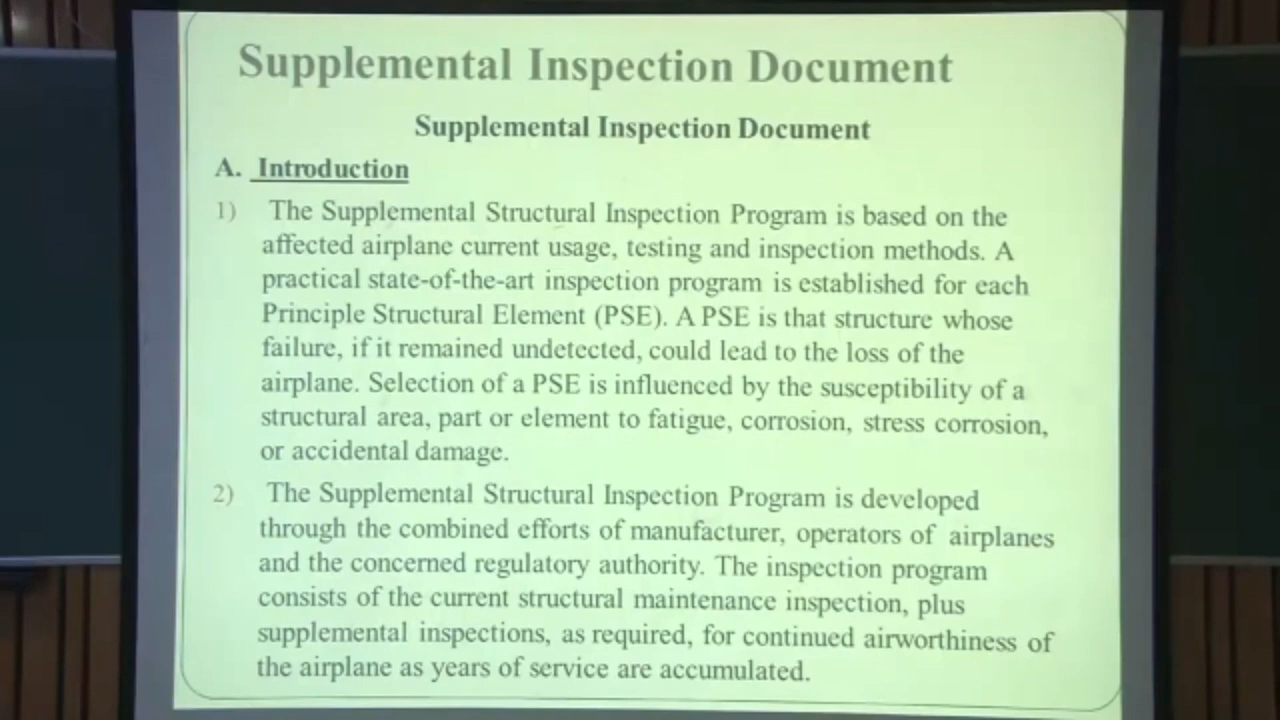 Supplemental Inspection Document
Supplemental Inspection Document
A. Introduction
1) The Supplemental Structural Inspection Program is based on the
affected airplane current usage, testing and inspection methods. A
practical state-of-the-art inspection program is established for each
Principle Structural Element (PSE). A PSE is that structure whose
failure, if it remained undetected, could lead to the loss of the
airplane. Selection of a PSE is influenced by the susceptibility of a
structural area, part or element to fatigue, corrosion, stress corrosion,
or accidental damage.
2) The Supplemental Structural Inspection Program is developed
through the combined efforts of manufacturer, operators of airplanes
and the concerned regulatory authority. The inspection program
consists of the current structural maintenance inspection, plus
supplemental inspections, as required, for continued airworthiness of
the airplane as years of service are accumulated.